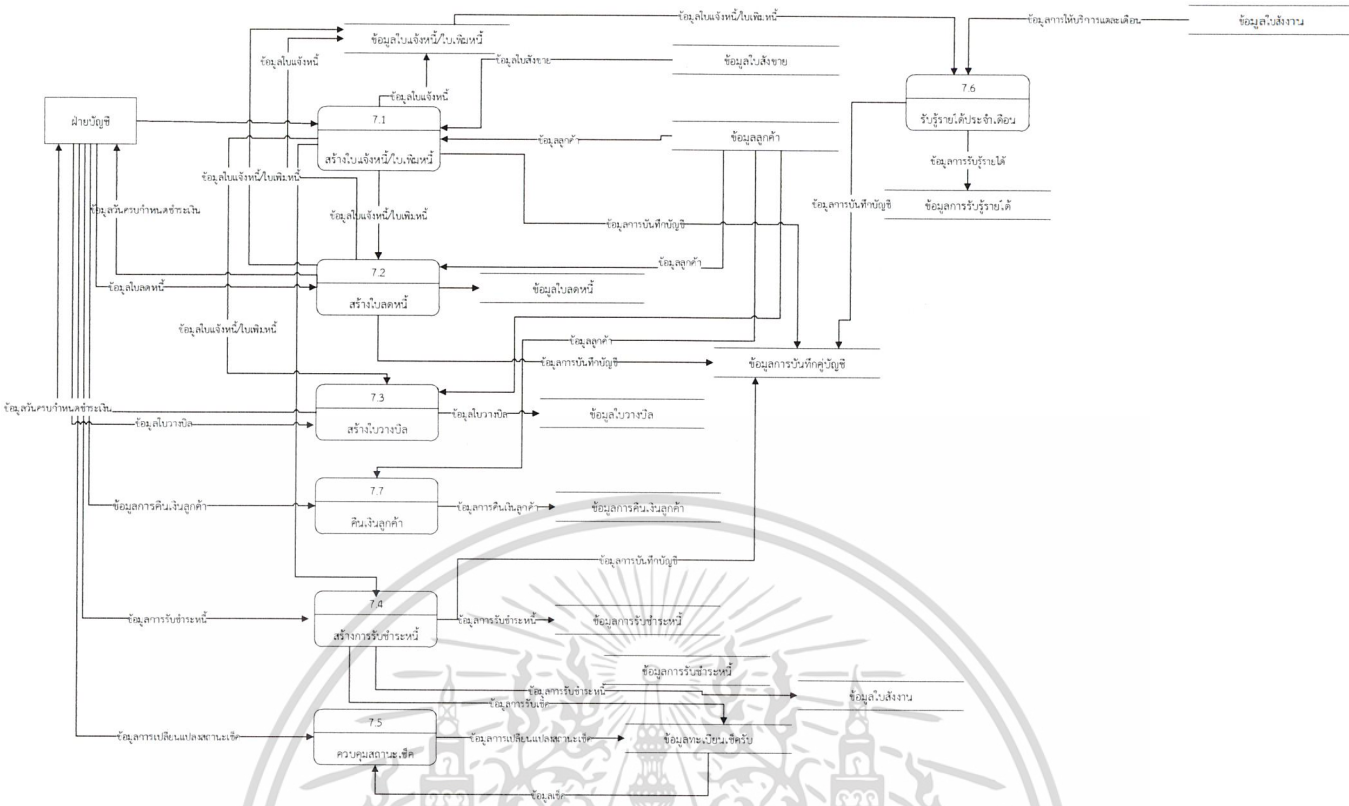 ข้อมูลใบแจ้งหนี้/ใบเพิ่มหนี้
ข้อมูลการให้บริการแต่ละเดือน
ข้อมูลใบสั่งงาน
ข้อมูลใบแจ้งหนี้/ใบเพิ่มหนี้
ข้อมูลใบแจ้งหนี้
ข้อมูลใบสั่งขาย
ข้อมูลใบสั่งขาย
ข้อมูลใบแจ้งหนี้
7.6
รับรู้รายได้ประจำเดือน
ฝ่ายบัญชี
7.1
สร้างใบแจ้งหนี้/ใบเพิ่มหนี้
ข้อมูลลูกค้า
ข้อมูลลูกค้า
ข้อมูลการรับรู้รายได้
ข้อมูลใบแจ้งหนี้/ใบเพิ่มหนี้
ข้อมูลการรับรู้รายได้
ข้อมูลวันครบกำหนดชำระเงิน
ข้อมูลใบแจ้งหนี้/ใบเพิ่มหนี้
ข้อมูลการบันทึกบัญชี
ข้อมูลการบันทึกบัญชี
ข้อมูลลูกค้า
7.2
สร้างใบลดหนี้
ข้อมูลใบลดหนี้
ข้อมูลใบลดหนี้
ข้อมูลใบแจ้งหนี้/ใบเพิ่มหนี้
ข้อมูลลูกค้า
ข้อมูลการบันทึกบัญชี
ข้อมูลการบันทึกคู่บัญชี
7.3
สร้างใบวางบิล
ข้อมูลวันครบกำหนดชำระเงิน
ข้อมูลใบวางบิล
ข้อมูลใบวางบิล
ข้อมูลใบวางบิล
7.7
คืนเงินลูกค้า
ข้อมูลการคืนเงินลูกค้า
ข้อมูลการคืนเงินลูกค้า
ข้อมูลการคืนเงินลูกค้า
ข้อมูลการบันทึกบัญชี
7.4
สร้างการรับชำระหนี้
ข้อมูลการรับชำระหนี้
ข้อมูลการรับชำระหนี้
ข้อมูลการรับชำระหนี้
ข้อมูลการรับชำระหนี้
ข้อมูลการรับชำระหนี้
ข้อมูลใบสั่งงาน
ข้อมูลการรับเช็ค
7.5
ควบคุมสถานะเช็ค
ข้อมูลการเปลี่ยนแปลงสถานะเช็ค
ข้อมูลการเปลี่ยนแปลงสถานะเช็ค
ข้อมูลทะเบียนเช็ครับ
ข้อมูลเช็ค